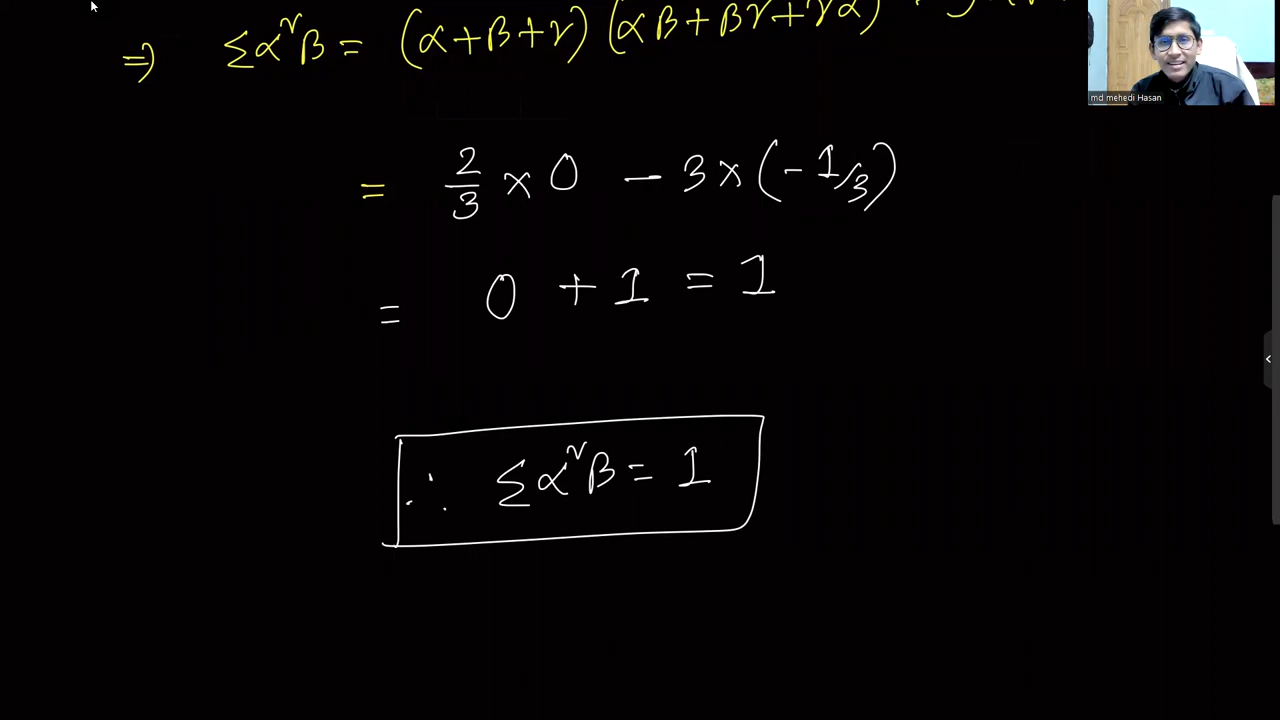 ⇒ Σα²β = (α+β+γ) (αβ+βγ+γα)
md mehedi Hasan
= 2/3 × 0 - 3 × (-1/3)
= 0 + 1 = 1
∴ Σα²β = 1